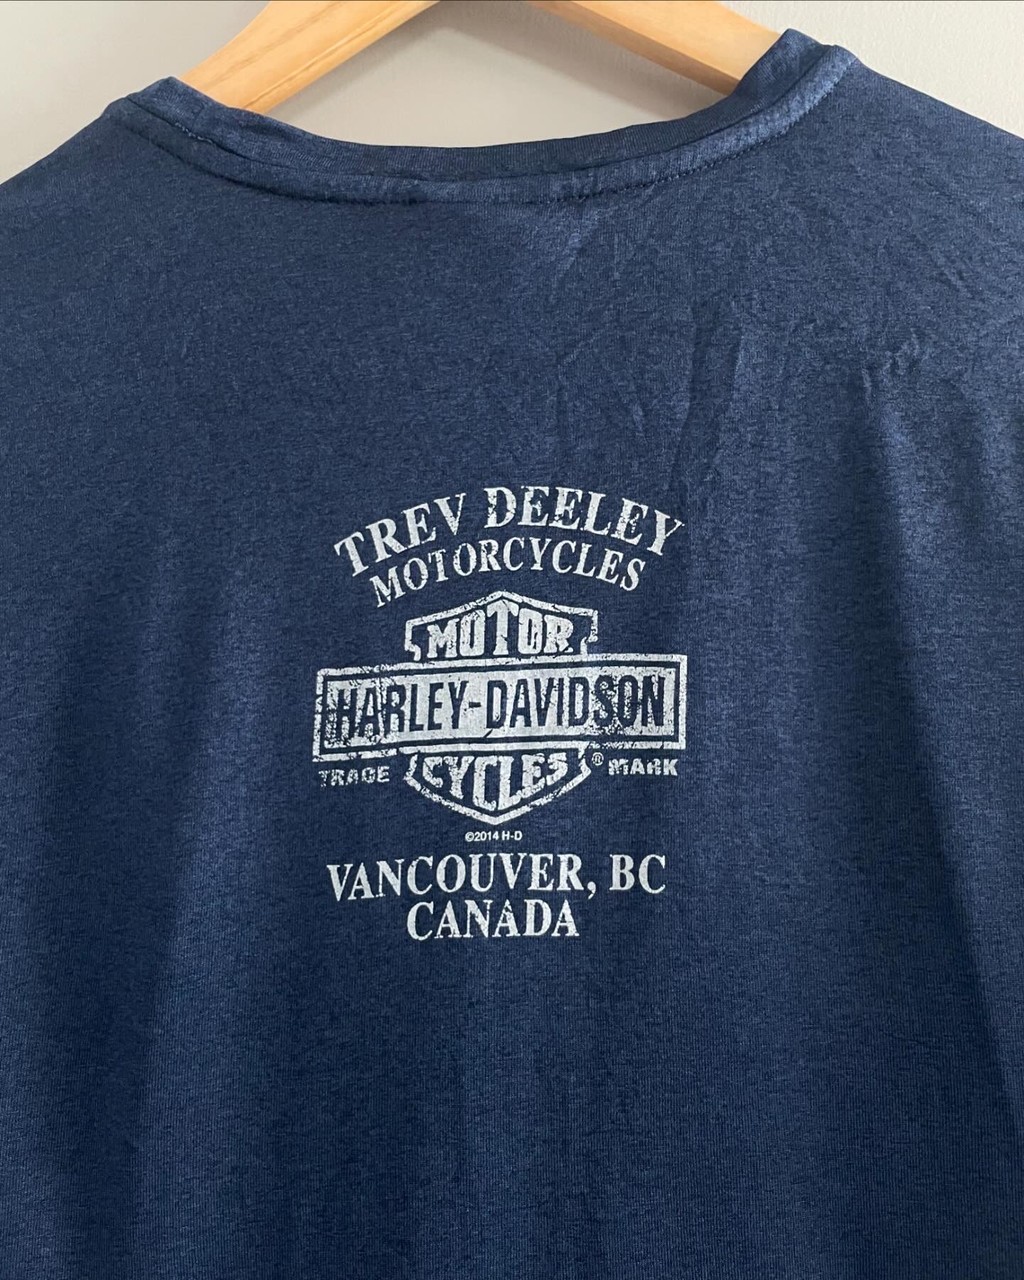 TREV DEELEY
MOTORCYCLES
MOTOR
HARLEY-DAVIDSON
TRADE CYCLES ® MARK
©2014 H-D
VANCOUVER, BC
CANADA